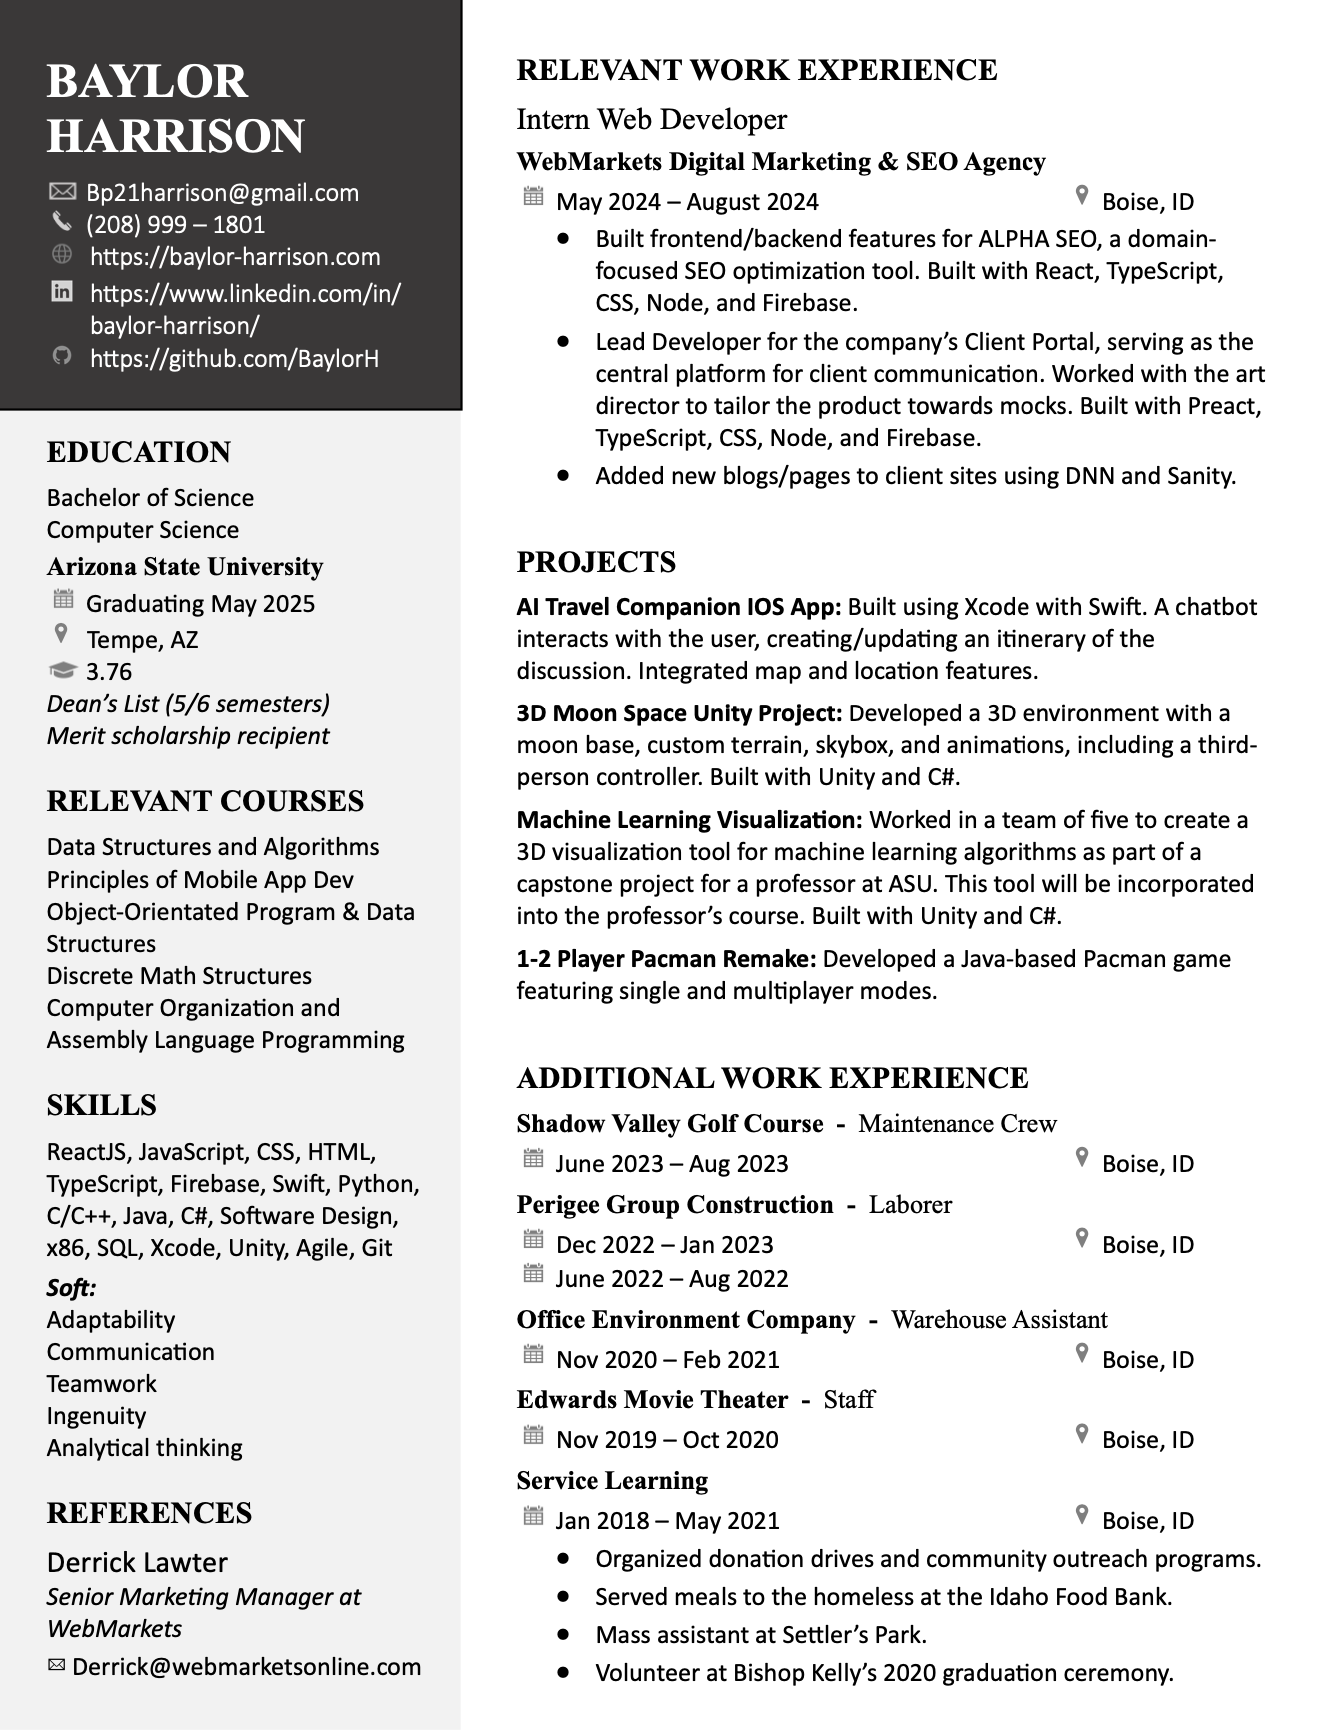 BAYLOR
HARRISON
Bp21harrison@gmail.com
(208) 999 – 1801
https://baylor-harrison.com
https://www.linkedin.com/in/
baylor-harrison/
https://github.com/BaylorH
EDUCATION
Bachelor of Science
Computer Science
Arizona State University
Graduating May 2025
Tempe, AZ
3.76
Dean’s List (5/6 semesters)
Merit scholarship recipient
RELEVANT COURSES
Data Structures and Algorithms
Principles of Mobile App Dev
Object-Orientated Program & Data
Structures
Discrete Math Structures
Computer Organization and
Assembly Language Programming
SKILLS
ReactJS, JavaScript, CSS, HTML,
TypeScript, Firebase, Swift, Python,
C/C++, Java, C#, Software Design,
x86, SQL, Xcode, Unity, Agile, Git
Soft:
Adaptability
Communication
Teamwork
Ingenuity
Analytical thinking
REFERENCES
Derrick Lawter
Senior Marketing Manager at
WebMarkets
Derrick@webmarketsonline.com
RELEVANT WORK EXPERIENCE
Intern Web Developer
WebMarkets Digital Marketing & SEO Agency
May 2024 – August 2024 Boise, ID
● Built frontend/backend features for ALPHA SEO, a domain-
focused SEO optimization tool. Built with React, TypeScript,
CSS, Node, and Firebase.
● Lead Developer for the company’s Client Portal, serving as the
central platform for client communication. Worked with the art
director to tailor the product towards mocks. Built with Preact,
TypeScript, CSS, Node, and Firebase.
● Added new blogs/pages to client sites using DNN and Sanity.
PROJECTS
AI Travel Companion IOS App: Built using Xcode with Swift. A chatbot
interacts with the user, creating/updating an itinerary of the
discussion. Integrated map and location features.
3D Moon Space Unity Project: Developed a 3D environment with a
moon base, custom terrain, skybox, and animations, including a third-
person controller. Built with Unity and C#.
Machine Learning Visualization: Worked in a team of five to create a
3D visualization tool for machine learning algorithms as part of a
capstone project for a professor at ASU. This tool will be incorporated
into the professor’s course. Built with Unity and C#.
1-2 Player Pacman Remake: Developed a Java-based Pacman game
featuring single and multiplayer modes.
ADDITIONAL WORK EXPERIENCE
Shadow Valley Golf Course - Maintenance Crew
June 2023 – Aug 2023 Boise, ID
Perigee Group Construction - Laborer
Dec 2022 – Jan 2023 Boise, ID
June 2022 – Aug 2022
Office Environment Company - Warehouse Assistant
Nov 2020 – Feb 2021 Boise, ID
Edwards Movie Theater - Staff
Nov 2019 – Oct 2020 Boise, ID
Service Learning
Jan 2018 – May 2021 Boise, ID
● Organized donation drives and community outreach programs.
● Served meals to the homeless at the Idaho Food Bank.
● Mass assistant at Settler’s Park.
● Volunteer at Bishop Kelly’s 2020 graduation ceremony.